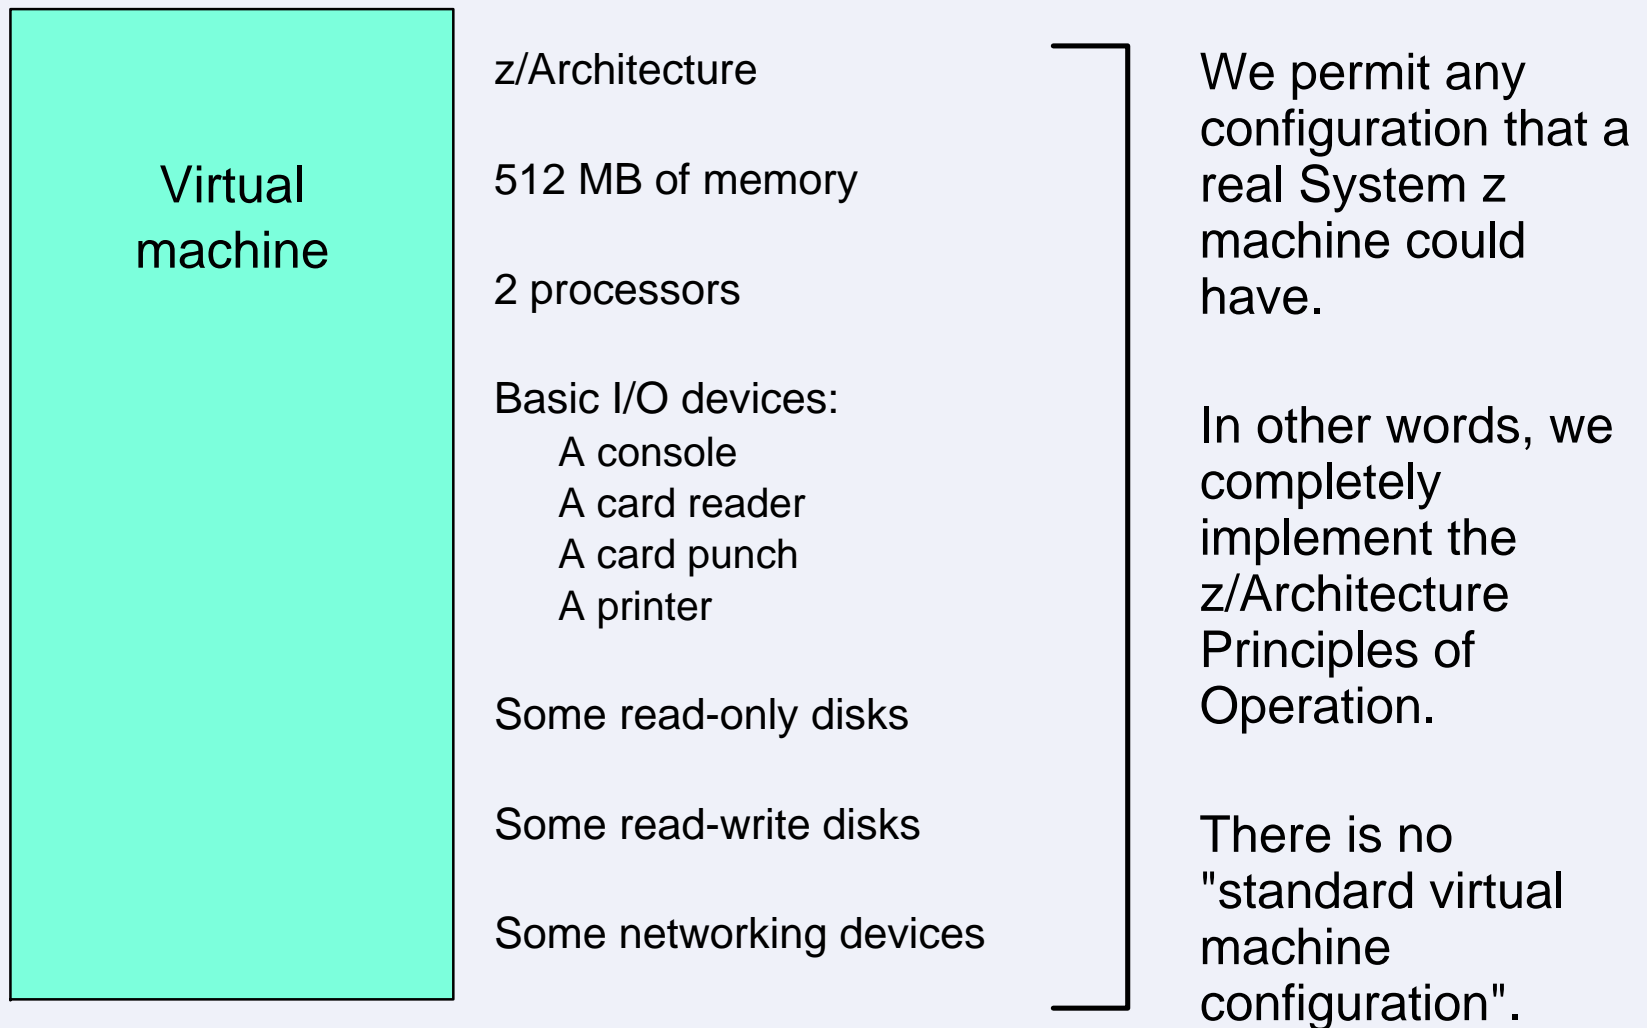 Virtual
machine
z/Architecture
512 MB of memory
2 processors
Basic I/O devices:
A console
A card reader
A card punch
A printer
Some read-only disks
Some read-write disks
Some networking devices
We permit any
configuration that a
real System z
machine could
have.
In other words, we
completely
implement the
z/Architecture
Principles of
Operation.
There is no
"standard virtual
machine
configuration".